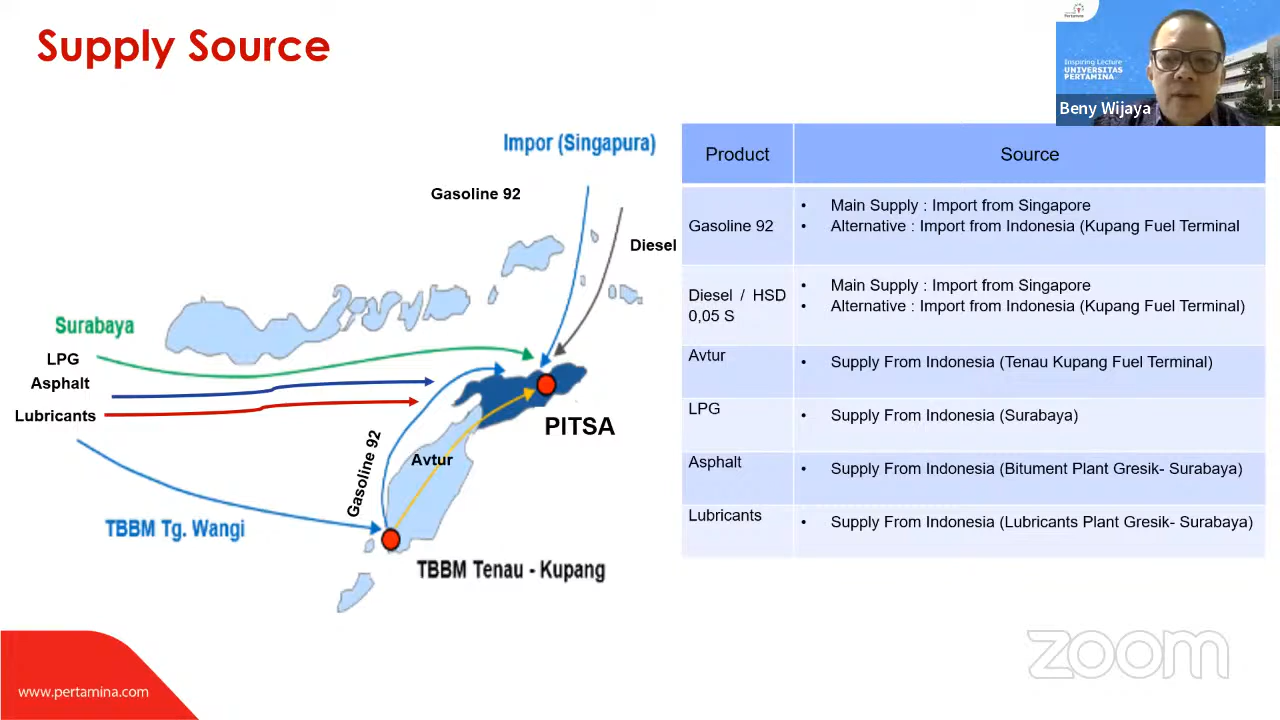 Supply Source
Pertamina
Inspiring Lecture
UNIVERSITAS
PERTAMINA
Beny Wijaya
Impor (Singapura)
Gasoline 92
Diesel
Surabaya
LPG
Asphalt
Lubricants
PITSA
Gasoline 92
Avtur
TBBM Tg. Wangi
TBBM Tenau - Kupang
Product
Source
Gasoline 92
• Main Supply : Import from Singapore
• Alternative : Import from Indonesia (Kupang Fuel Terminal
Diesel / HSD
0,05 S
• Main Supply : Import from Singapore
• Alternative : Import from Indonesia (Kupang Fuel Terminal)
Avtur
• Supply From Indonesia (Tenau Kupang Fuel Terminal)
LPG
• Supply From Indonesia (Surabaya)
Asphalt
• Supply From Indonesia (Bitument Plant Gresik- Surabaya)
Lubricants
• Supply From Indonesia (Lubricants Plant Gresik- Surabaya)
www.pertamina.com
zoom